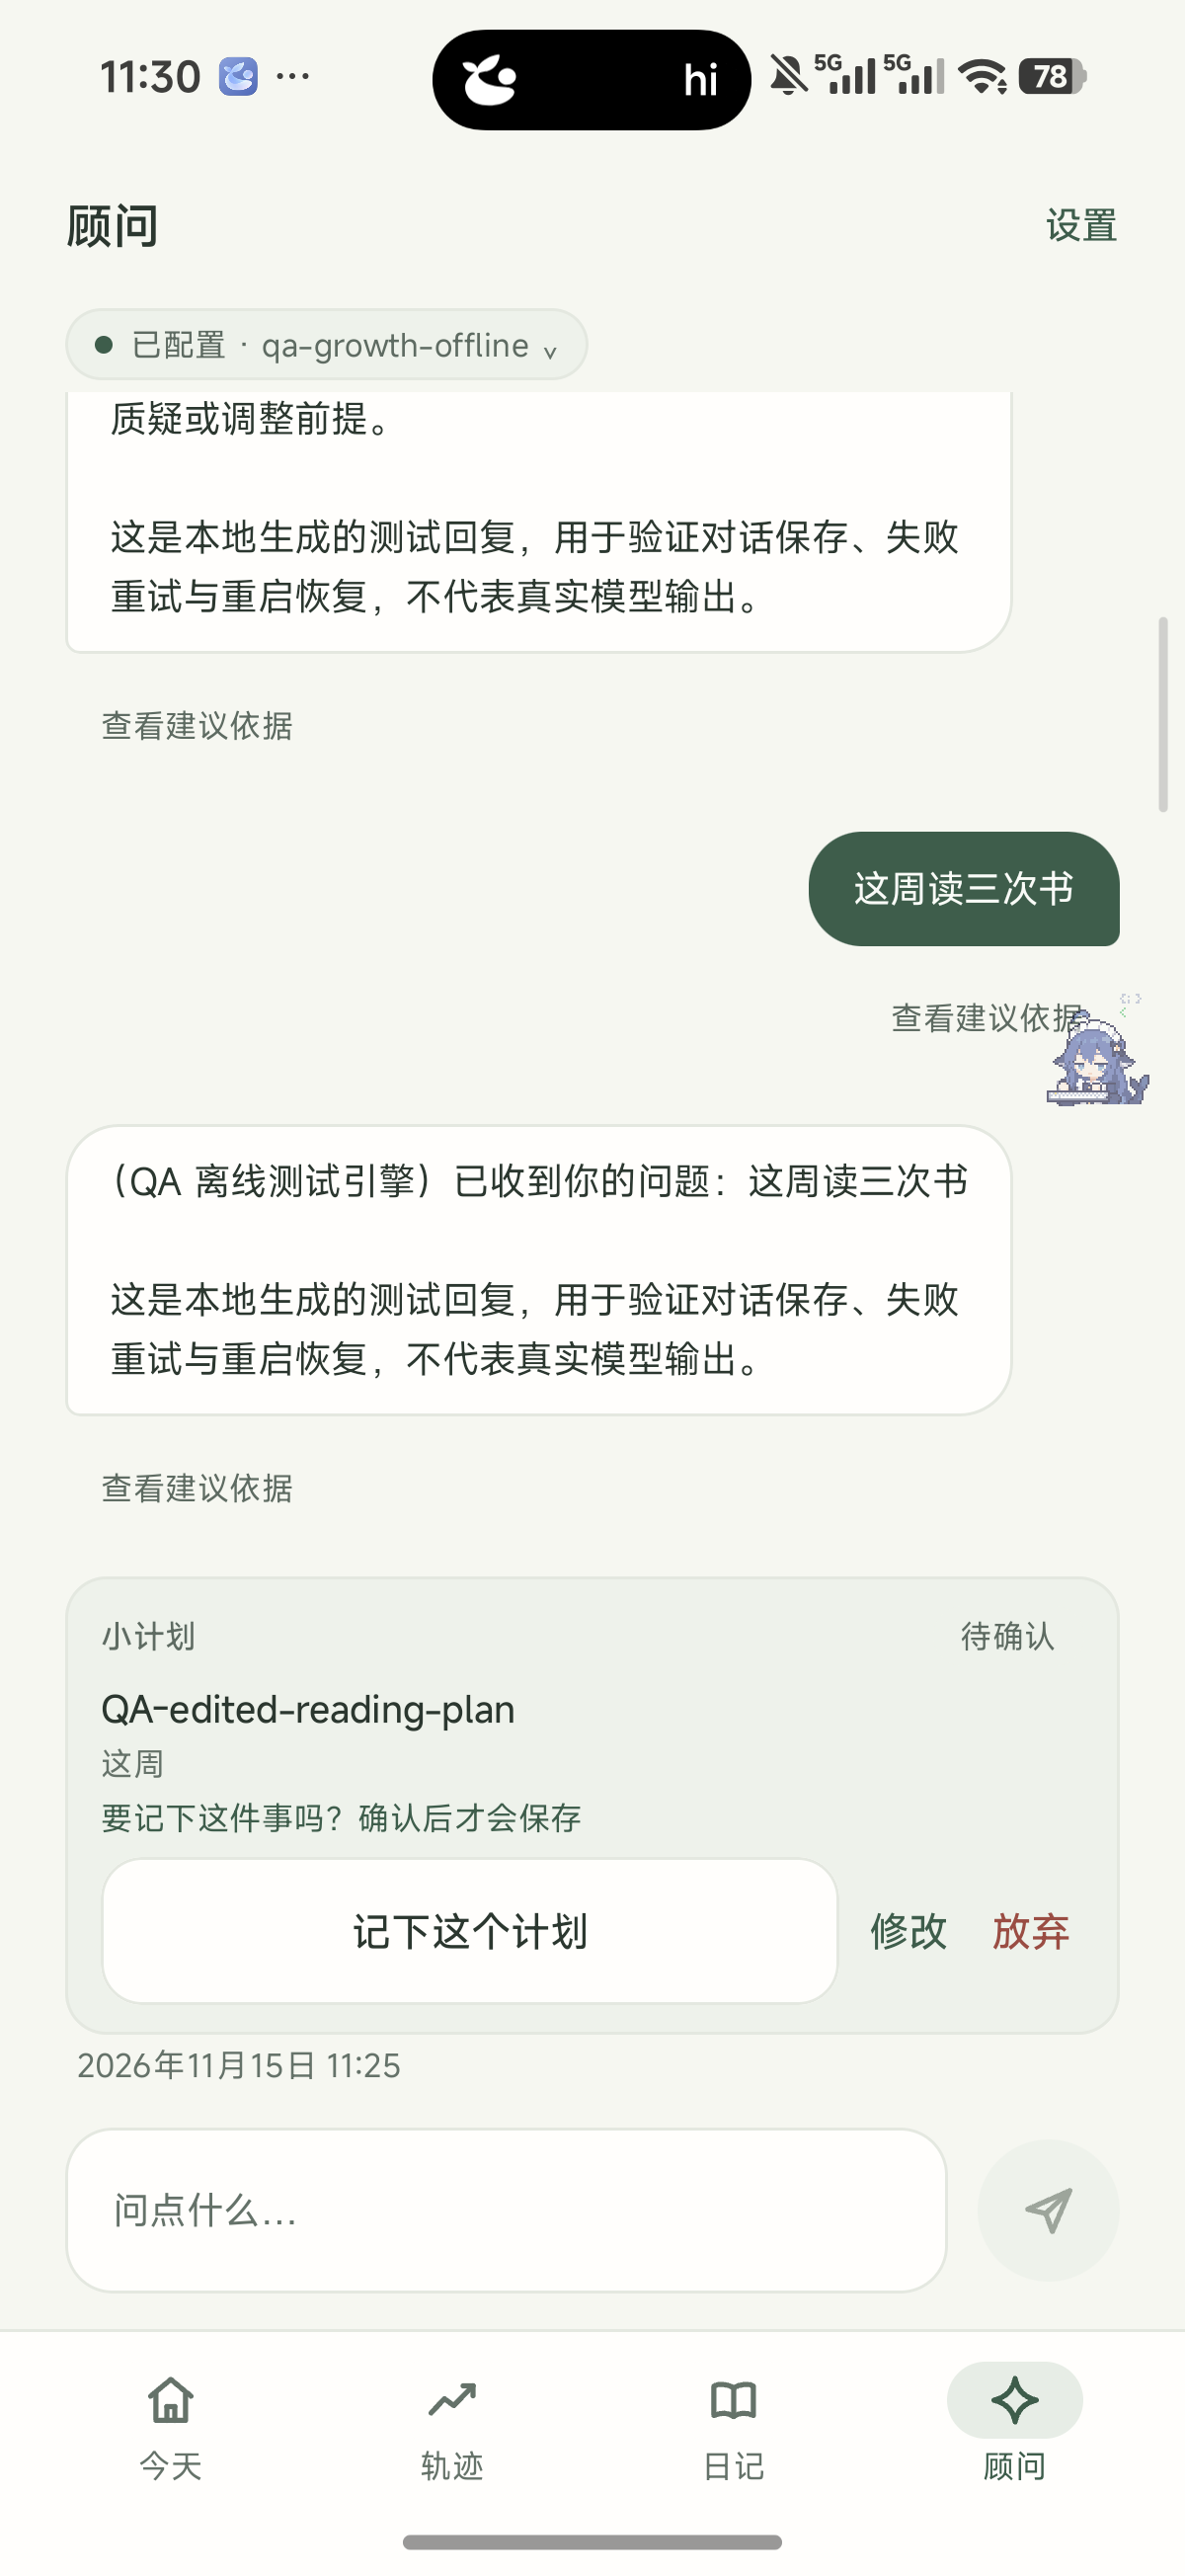 11:30
hi
5G
5G
78
顾问
设置
已配置 · qa-growth-offline
质疑或调整前提。
这是本地生成的测试回复，用于验证对话保存、失败
重试与重启恢复，不代表真实模型输出。
查看建议依据
这周读三次书
查看建议依据
（QA 离线测试引擎）已收到你的问题：这周读三次书
这是本地生成的测试回复，用于验证对话保存、失败
重试与重启恢复，不代表真实模型输出。
查看建议依据
小计划
待确认
QA-edited-reading-plan
这周
要记下这件事吗？确认后才会保存
记下这个计划
修改
放弃
2026年11月15日 11:25
问点什么...
今天
轨迹
日记
顾问